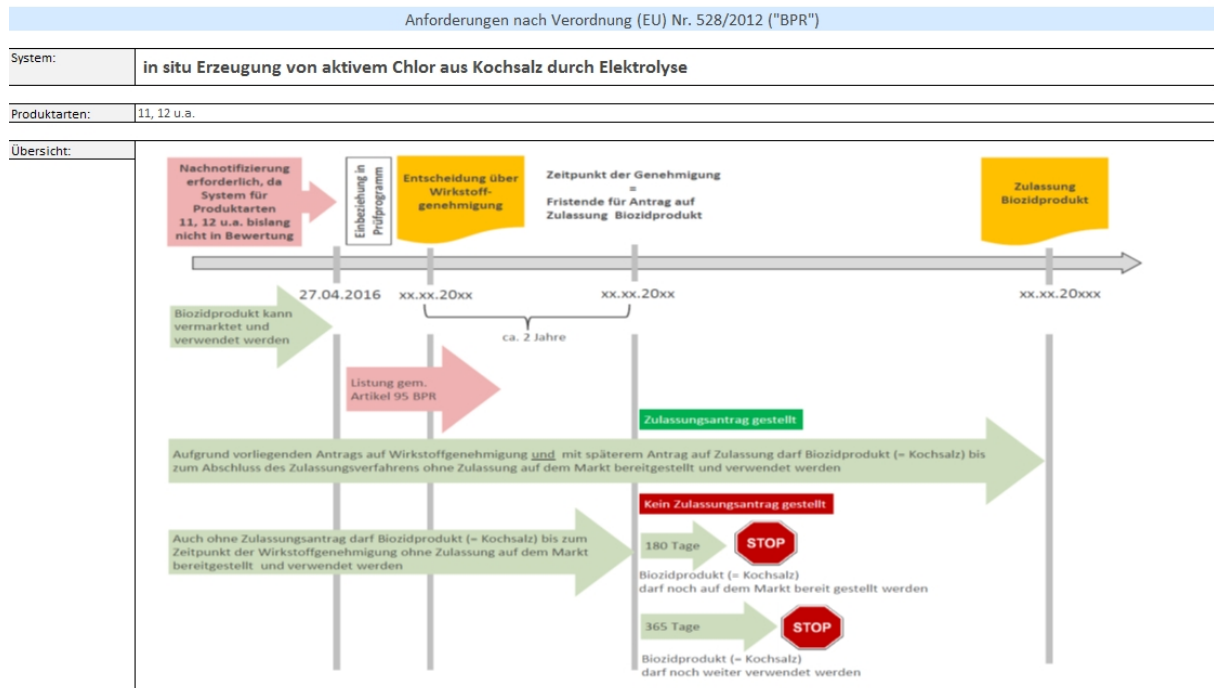 Anforderungen nach Verordnung (EU) Nr. 528/2012 ("BPR")
System:
in situ Erzeugung von aktivem Chlor aus Kochsalz durch Elektrolyse
Produktarten:
11, 12 u.a.
Übersicht:
Nachnotifizierung
erforderlich, da
System für
Produktarten
11, 12 u.a. bislang
nicht in Bewertung
Einbeziehung in
Prüfprogramm
Entscheidung über
Wirkstoff-
genehmigung
Zeitpunkt der Genehmigung
=
Fristende für Antrag auf
Zulassung Biozidprodukt
Zulassung
Biozidprodukt
27.04.2016
xx.xx.20xx
xx.xx.20xx
xx.xx.20xxx
ca. 2 Jahre
Biozidprodukt kann
vermarktet und
verwendet werden
Listung gem.
Artikel 95 BPR
Zulassungsantrag gestellt
Aufgrund vorliegenden Antrags auf Wirkstoffgenehmigung und mit späterem Antrag auf Zulassung darf Biozidprodukt (= Kochsalz) bis
zum Abschluss des Zulassungsverfahrens ohne Zulassung auf dem Markt bereitgestellt und verwendet werden
Kein Zulassungsantrag gestellt
Auch ohne Zulassungsantrag darf Biozidprodukt (= Kochsalz) bis zum
Zeitpunkt der Wirkstoffgenehmigung ohne Zulassung auf dem Markt
bereitgestellt und verwendet werden
180 Tage
STOP
Biozidprodukt (= Kochsalz)
darf noch auf dem Markt bereit gestellt werden
365 Tage
STOP
Biozidprodukt (= Kochsalz)
darf noch weiter verwendet werden